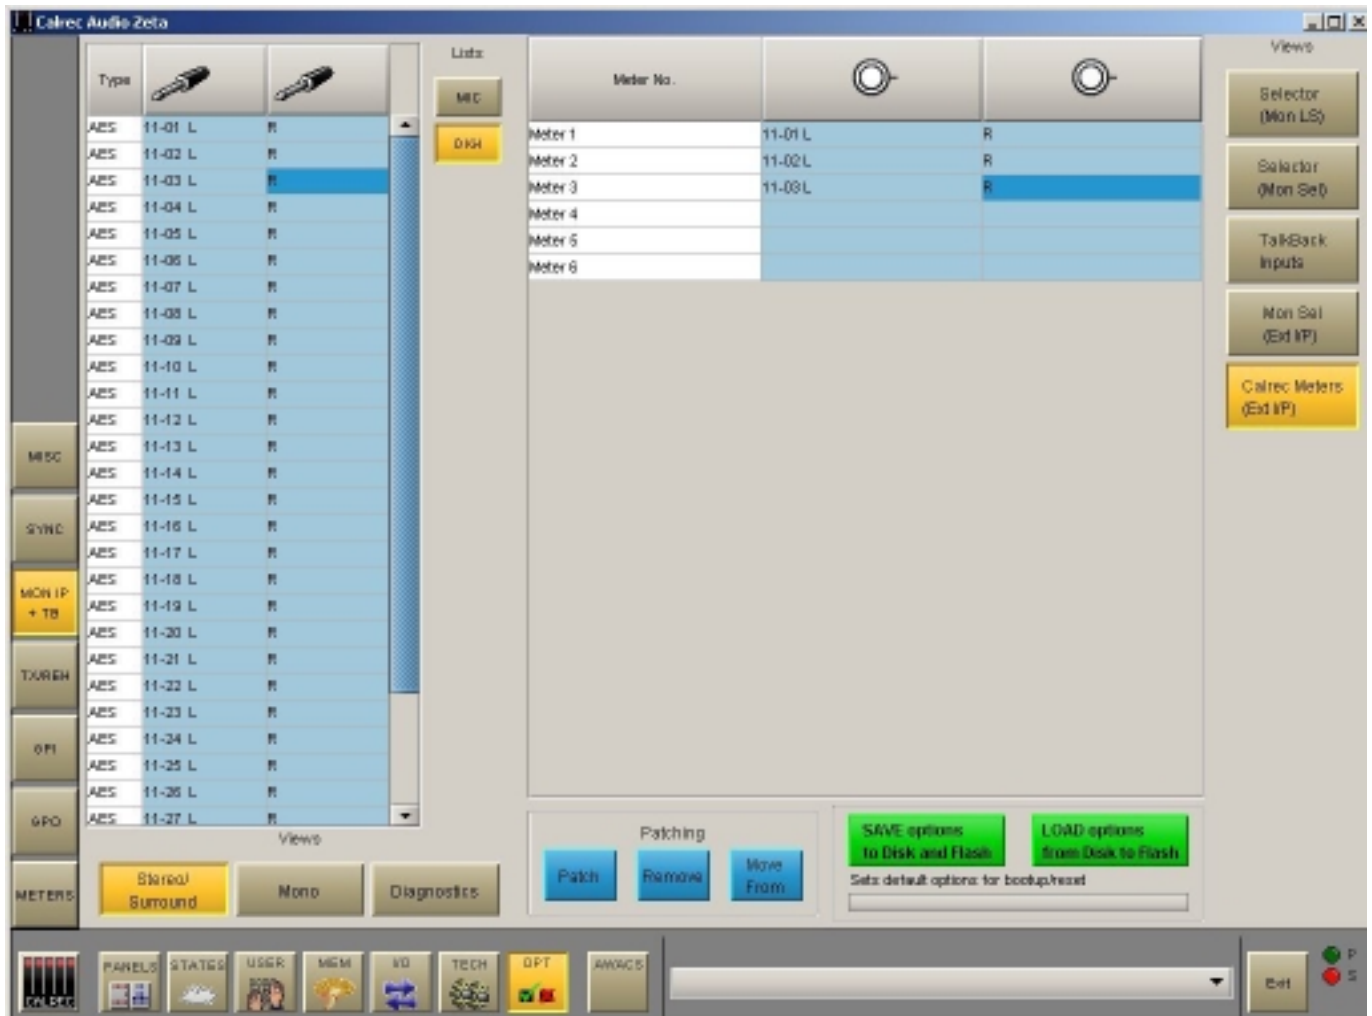 Calrec Audio Zeta
Type
AES 11-01 L R
AES 11-02 L R
AES 11-03 L R
AES 11-04 L R
AES 11-05 L R
AES 11-06 L R
AES 11-07 L R
AES 11-08 L R
AES 11-09 L R
AES 11-10 L R
AES 11-11 L R
AES 11-12 L R
AES 11-13 L R
AES 11-14 L R
AES 11-15 L R
AES 11-16 L R
AES 11-17 L R
AES 11-18 L R
AES 11-19 L R
AES 11-20 L R
AES 11-21 L R
AES 11-22 L R
AES 11-23 L R
AES 11-24 L R
AES 11-25 L R
AES 11-26 L R
AES 11-27 L R
Lists
MIC
Meter No.
Meter 1 11-01 L R
Meter 2 11-02 L R
Meter 3 11-03 L R
Meter 4
Meter 5
Meter 6
Views
Selector
(Mon LS)
Selector
(Mon Sel)
TalkBack
Inputs
Mon Sel
(Ext I/P)
Calrec Meters
(Ext I/P)
MISC
SYNC
MON IP
+ TB
TX/REH
GPI
GPO
METERS
Views
Stereo/
Surround
Mono
Diagnostics
Patching
Patch
Remove
Move
From
SAVE options
to Disk and Flash
LOAD options
from Disk to Flash
Sets default options for bootup/reset
CALREC
PANELS
STATES
USER
MEM
I/O
TECH
OPT
AWACS
Exit
P
S